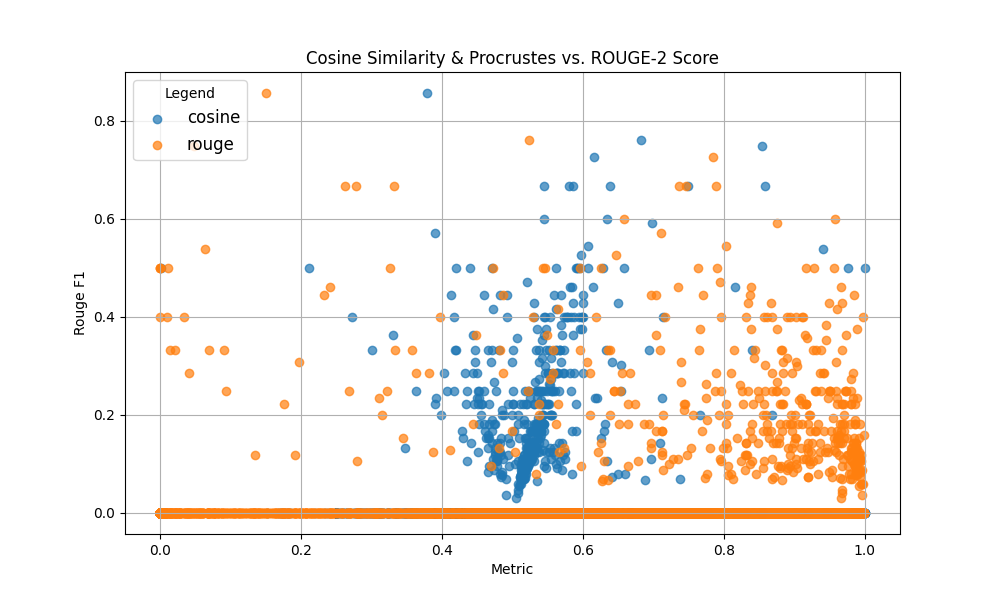 Cosine Similarity & Procrustes vs. ROUGE-2 Score
Legend
cosine
rouge
Rouge F1
0.8
0.6
0.4
0.2
0.0
0.0 0.2 0.4 0.6 0.8 1.0
Metric